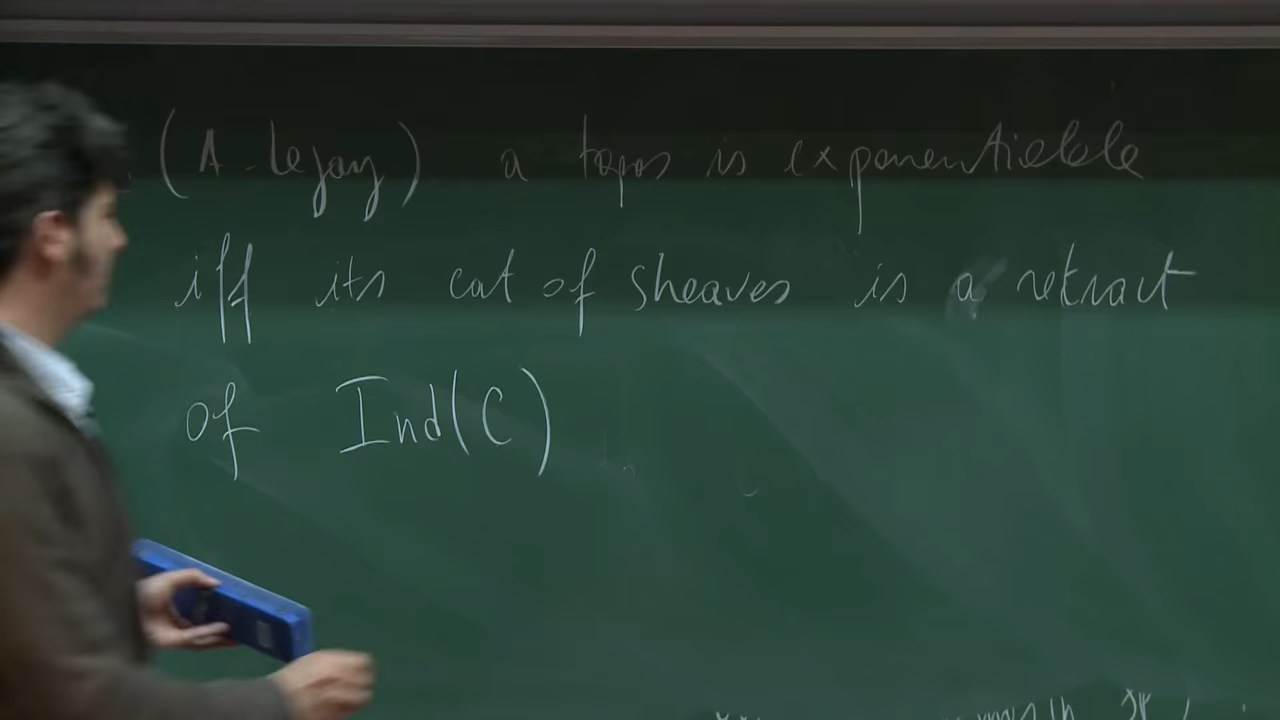 (A-Lejay) a topos is exponentiable
iff its cat of sheaves is a retract
of Ind(C)